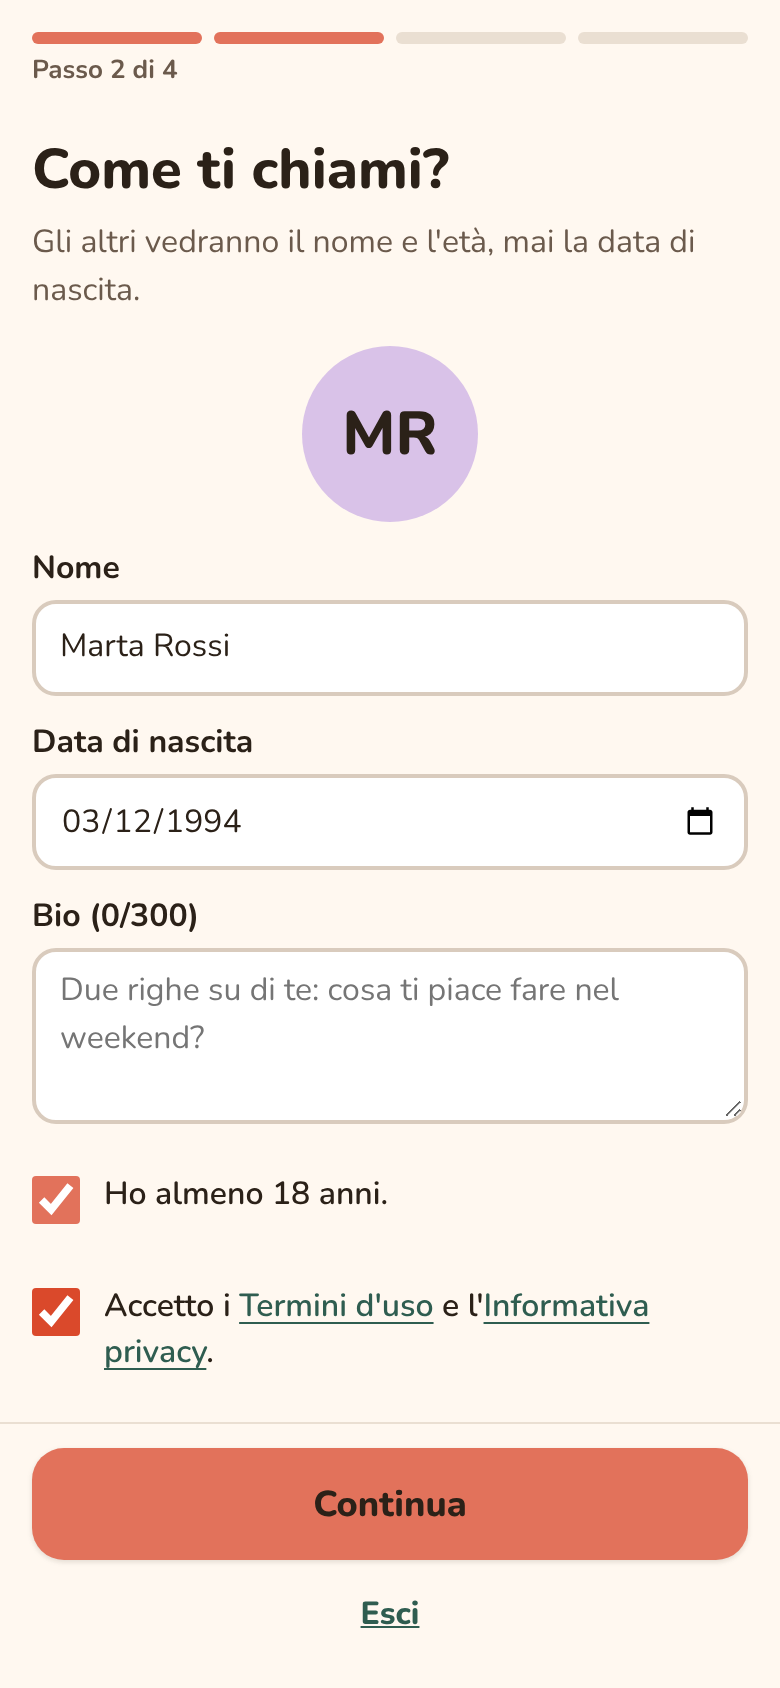 Passo 2 di 4
Come ti chiami?
Gli altri vedranno il nome e l'età, mai la data di
nascita.
MR
Nome
Marta Rossi
Data di nascita
03/12/1994
Bio (0/300)
Due righe su di te: cosa ti piace fare nel
weekend?
Ho almeno 18 anni.
Accetto i Termini d'uso e l'Informativa
privacy.
Continua
Esci